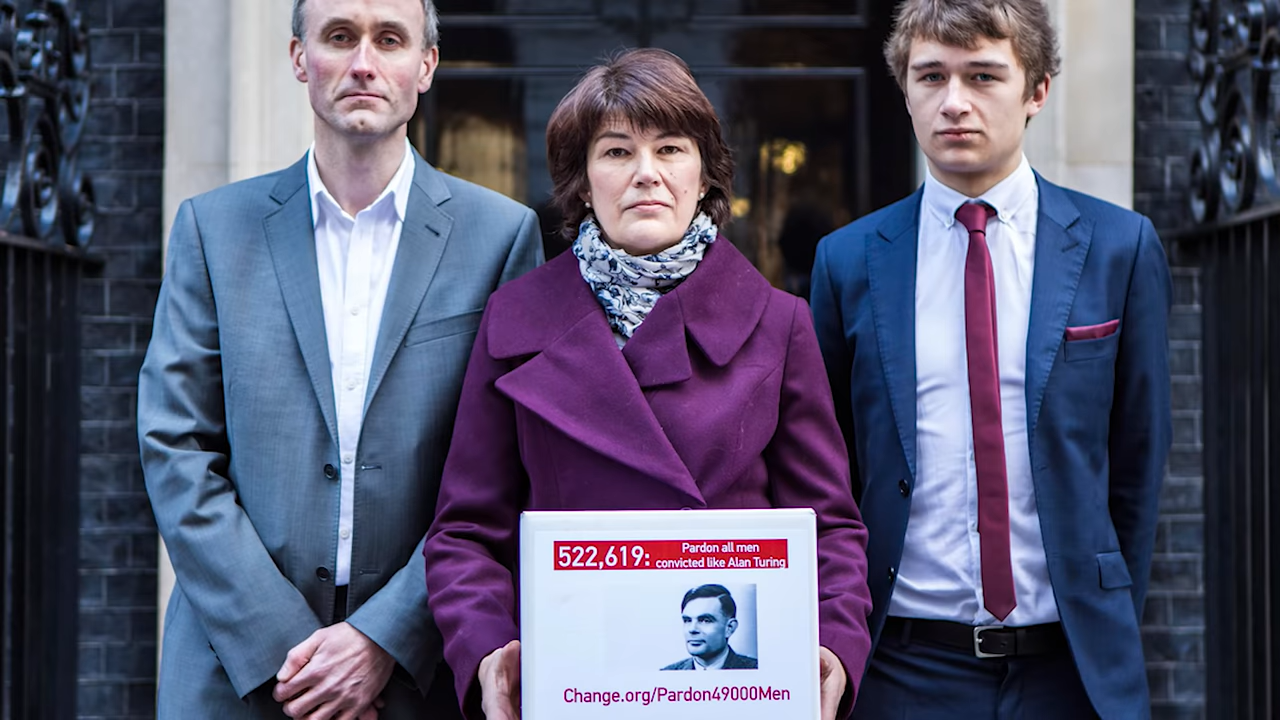 522,619: Pardon all men
convicted like Alan Turing
Change.org/Pardon49000Men